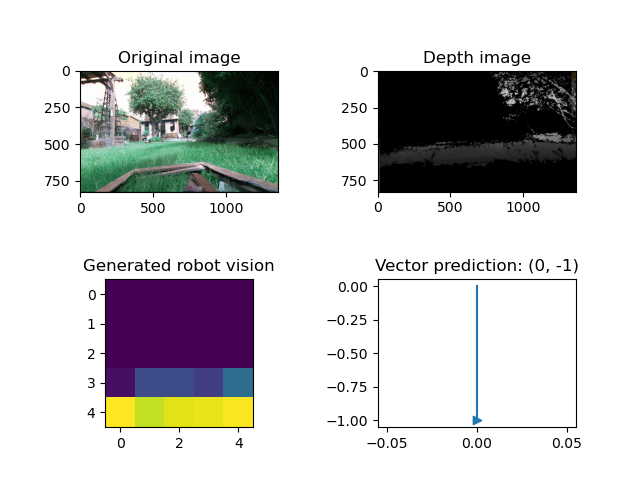 Original image
0
250
500
750
0 500 1000
Depth image
0
250
500
750
0 500 1000
Generated robot vision
0
1
2
3
4
0 2 4
Vector prediction: (0, -1)
0.00
−0.25
−0.50
−0.75
−1.00
−0.05 0.00 0.05